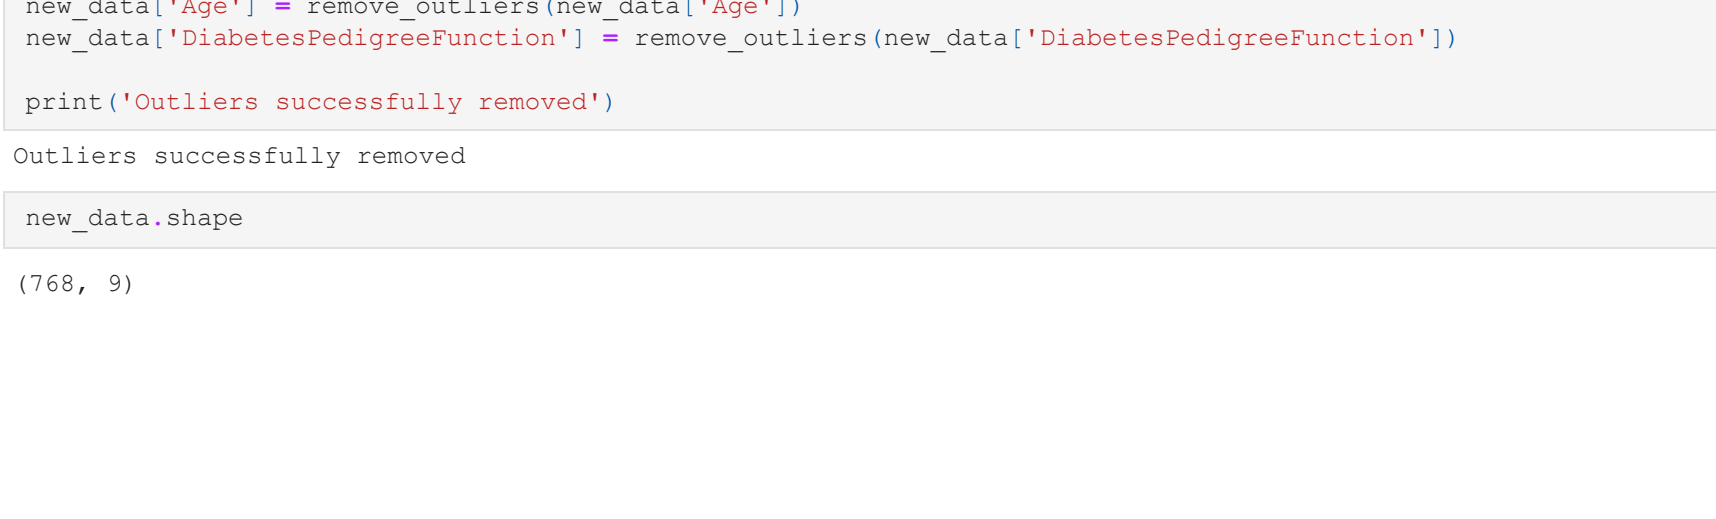 new_data['Age'] = remove_outliers(new_data['Age'])
new_data['DiabetesPedigreeFunction'] = remove_outliers(new_data['DiabetesPedigreeFunction'])
print('Outliers successfully removed')
Outliers successfully removed
new_data.shape
(768, 9)